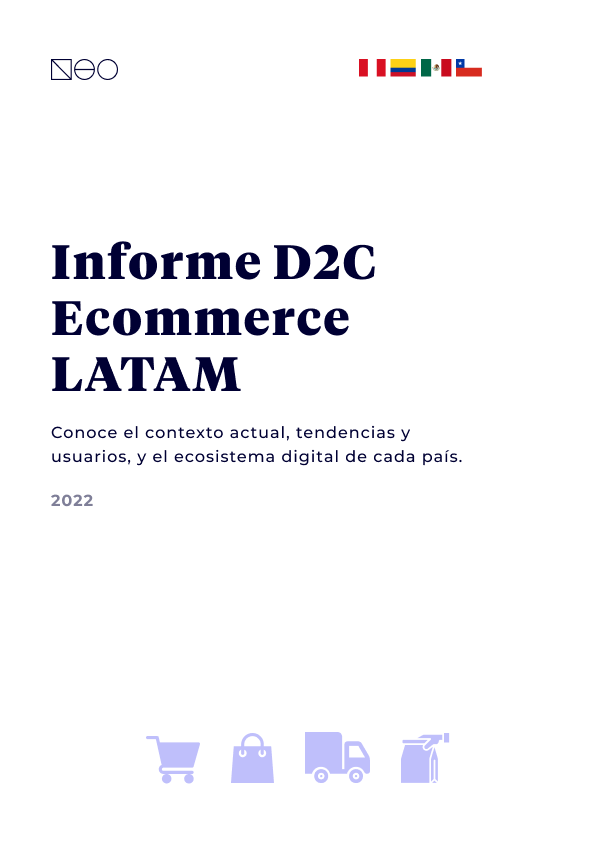 NEO
Informe D2C
Ecommerce
LATAM
Conoce el contexto actual, tendencias y
usuarios, y el ecosistema digital de cada país.
2022